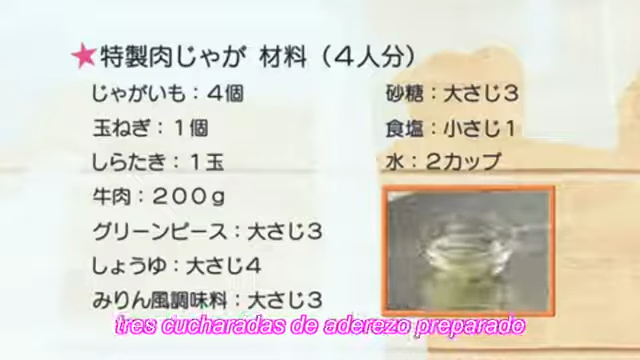 ★特製肉じゃが 材料（４人分）
じゃがいも：４個
玉ねぎ：１個
しらたき：１玉
牛肉：２００ｇ
グリーンピース：大さじ３
しょうゆ：大さじ４
みりん風調味料：大さじ３
砂糖：大さじ３
食塩：小さじ１
水：２カップ
tres cucharadas de aderezo preparado